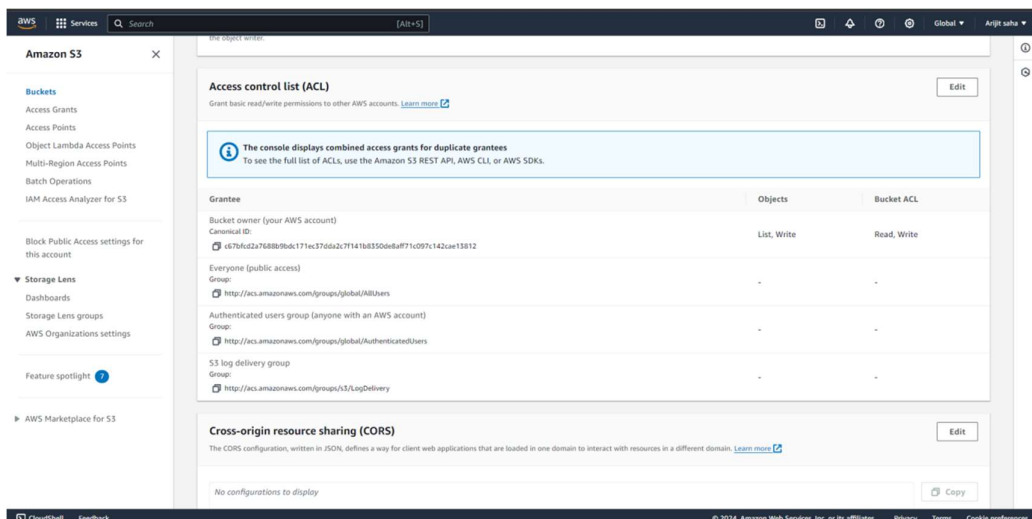 aws
Services
Search
[Alt+S]
Global
Arijit saha
Amazon S3
Buckets
Access Grants
Access Points
Object Lambda Access Points
Multi-Region Access Points
Batch Operations
IAM Access Analyzer for S3
Block Public Access settings for
this account
Storage Lens
Dashboards
Storage Lens groups
AWS Organizations settings
Feature spotlight 7
AWS Marketplace for S3
the object writer.
Access control list (ACL)
Edit
Grant basic read/write permissions to other AWS accounts. Learn more
The console displays combined access grants for duplicate grantees
To see the full list of ACLs, use the Amazon S3 REST API, AWS CLI, or AWS SDKs.
Grantee Objects Bucket ACL
Bucket owner (your AWS account)
Canonical ID:
c67bfcd2a7688b9bdc171ec37dda2c7f141b8350de8aff71c097c142cae13812
List, Write Read, Write
Everyone (public access)
Group:
http://acs.amazonaws.com/groups/global/AllUsers
- -
Authenticated users group (anyone with an AWS account)
Group:
http://acs.amazonaws.com/groups/global/AuthenticatedUsers
- -
S3 log delivery group
Group:
http://acs.amazonaws.com/groups/s3/LogDelivery
- -
Cross-origin resource sharing (CORS)
Edit
The CORS configuration, written in JSON, defines a way for client web applications that are loaded in one domain to interact with resources in a different domain. Learn more
No configurations to display
Copy
CloudShell Feedback
© 2024, Amazon Web Services, Inc. or its affiliates. Privacy Terms Cookie preferences